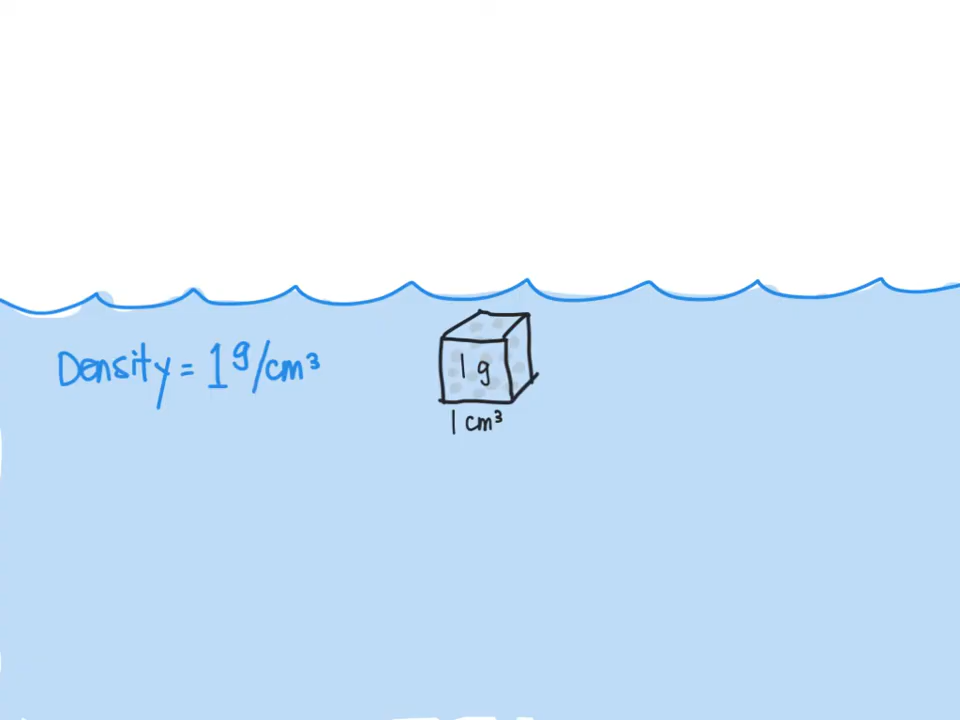 Density = 1 g/cm³
1 g
1 cm³